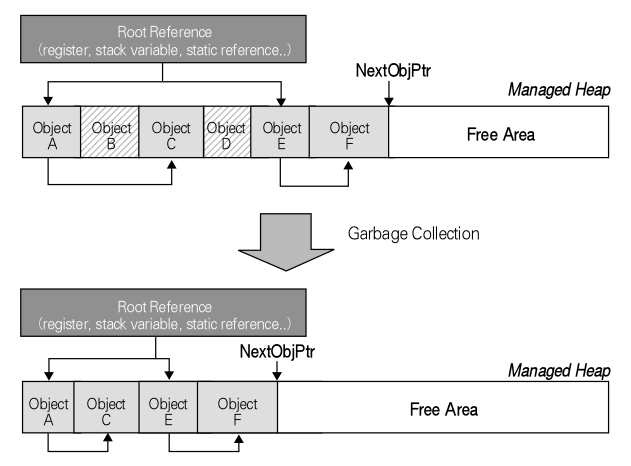 Root Reference
(register, stack variable, static reference..)
NextObjPtr
Managed Heap
Object
A
Object
B
Object
C
Object
D
Object
E
Object
F
Free Area
Garbage Collection
Root Reference
(register, stack variable, static reference..)
NextObjPtr
Managed Heap
Object
A
Object
C
Object
E
Object
F
Free Area